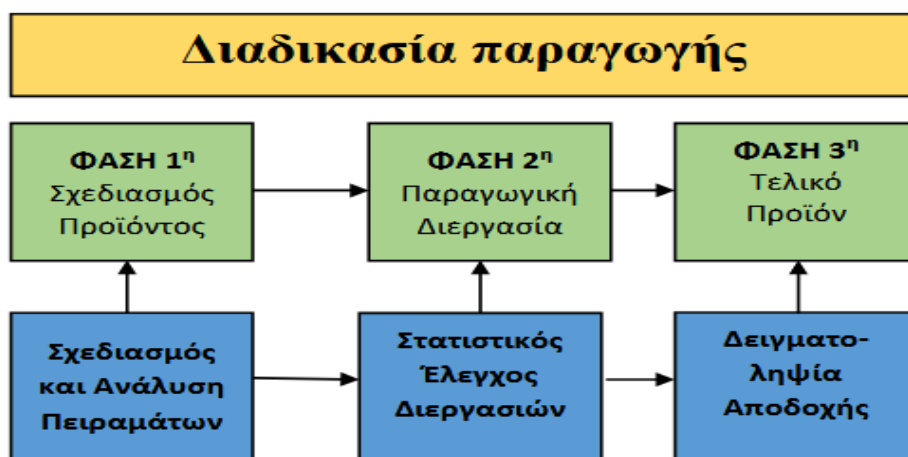 Διαδικασία παραγωγής
ΦΑΣΗ 1η
Σχεδιασμός
Προϊόντος
ΦΑΣΗ 2η
Παραγωγική
Διεργασία
ΦΑΣΗ 3η
Τελικό
Προϊόν
Σχεδιασμός
και Ανάλυση
Πειραμάτων
Στατιστικός
Έλεγχος
Διεργασιών
Δειγματο-
ληψία
Αποδοχής